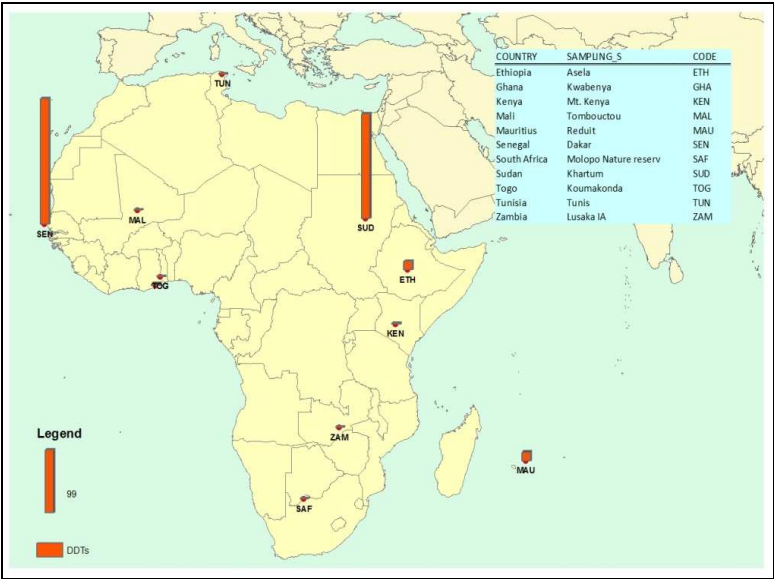 COUNTRY SAMPLING_S CODE
Ethiopia Asela ETH
Ghana Kwabenya GHA
Kenya Mt. Kenya KEN
Mali Tombouctou MAL
Mauritius Reduit MAU
Senegal Dakar SEN
South Africa Molopo Nature reserv SAF
Sudan Khartum SUD
Togo Koumakonda TOG
Tunisia Tunis TUN
Zambia Lusaka IA ZAM
TUN
MAL
SEN
SUD
TOG
ETH
KEN
ZAM
MAU
SAF
Legend
99
DDTs